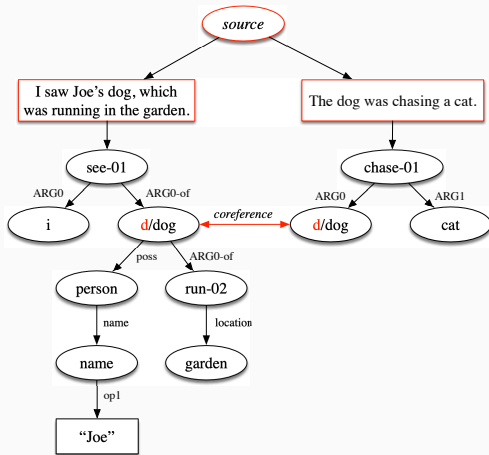 source
I saw Joe's dog, which
was running in the garden.
The dog was chasing a cat.
see-01
chase-01
ARG0
ARG0-of
ARG0
ARG1
i
d/dog
coreference
d/dog
cat
poss
ARG0-of
person
run-02
name
location
name
garden
op1
“Joe”